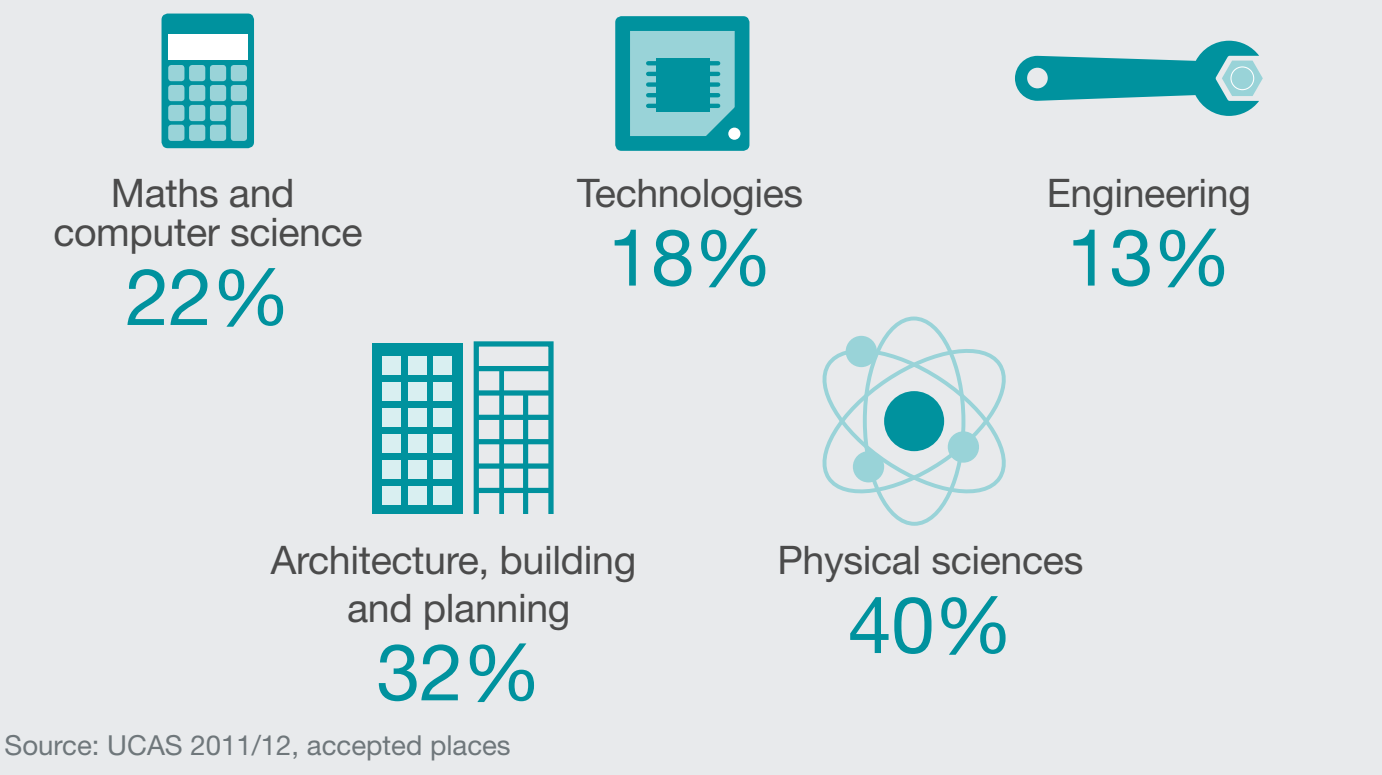 Maths and
computer science
22%
Technologies
18%
Engineering
13%
Architecture, building
and planning
32%
Physical sciences
40%
Source: UCAS 2011/12, accepted places